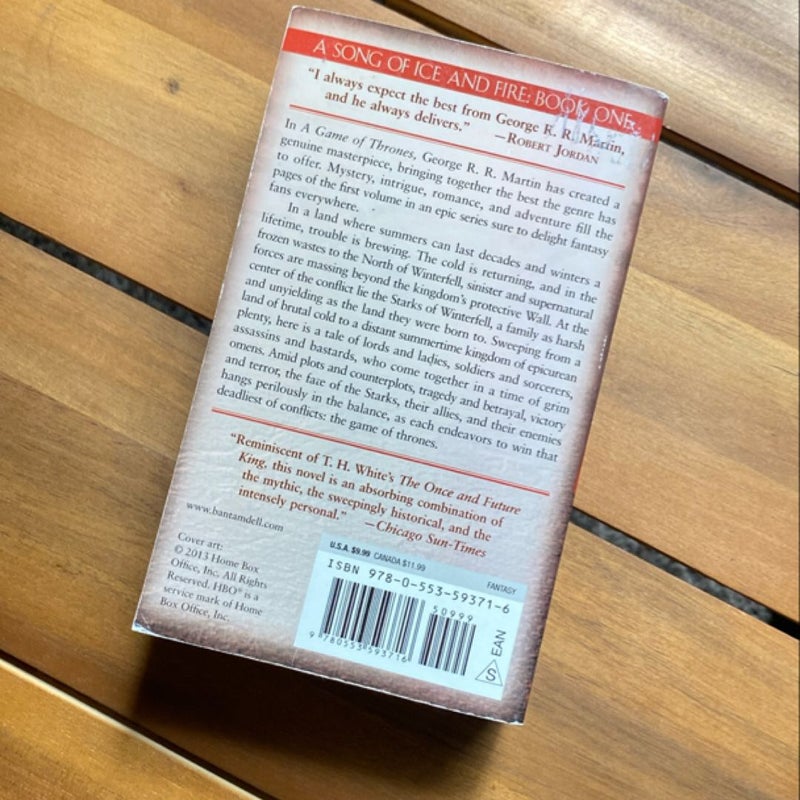 A SONG OF ICE AND FIRE: BOOK ONE
“I always expect the best from George R. R. Martin,
and he always delivers.” —ROBERT JORDAN
In A Game of Thrones, George R. R. Martin has created a
genuine masterpiece, bringing together the best the genre has
to offer. Mystery, intrigue, romance, and adventure fill the
pages of the first volume in an epic series sure to delight fantasy
fans everywhere.
In a land where summers can last decades and winters a
lifetime, trouble is brewing. The cold is returning, and in the
frozen wastes to the North of Winterfell, sinister and supernatural
forces are massing beyond the kingdom’s protective Wall. At the
center of the conflict lie the Starks of Winterfell, a family as harsh
and unyielding as the land they were born to. Sweeping from a
land of brutal cold to a distant summertime kingdom of epicurean
plenty, here is a tale of lords and ladies, soldiers and sorcerers,
assassins and bastards, who come together in a time of grim
omens. Amid plots and counterplots, tragedy and betrayal, victory
and terror, the fate of the Starks, their allies, and their enemies
hangs perilously in the balance, as each endeavors to win that
deadliest of conflicts: the game of thrones.
“Reminiscent of T. H. White’s The Once and Future
King, this novel is an absorbing combination of
the mythic, the sweepingly historical, and the
intensely personal.” —Chicago Sun-Times
www.bantamdell.com
Cover art:
© 2013 Home Box
Office, Inc. All Rights
Reserved. HBO® is a
service mark of Home
Box Office, Inc.
U.S.A. $9.99 CANADA $11.99
FANTASY
ISBN 978-0-553-59371-6
50999
9 780553 593716
EAN
S